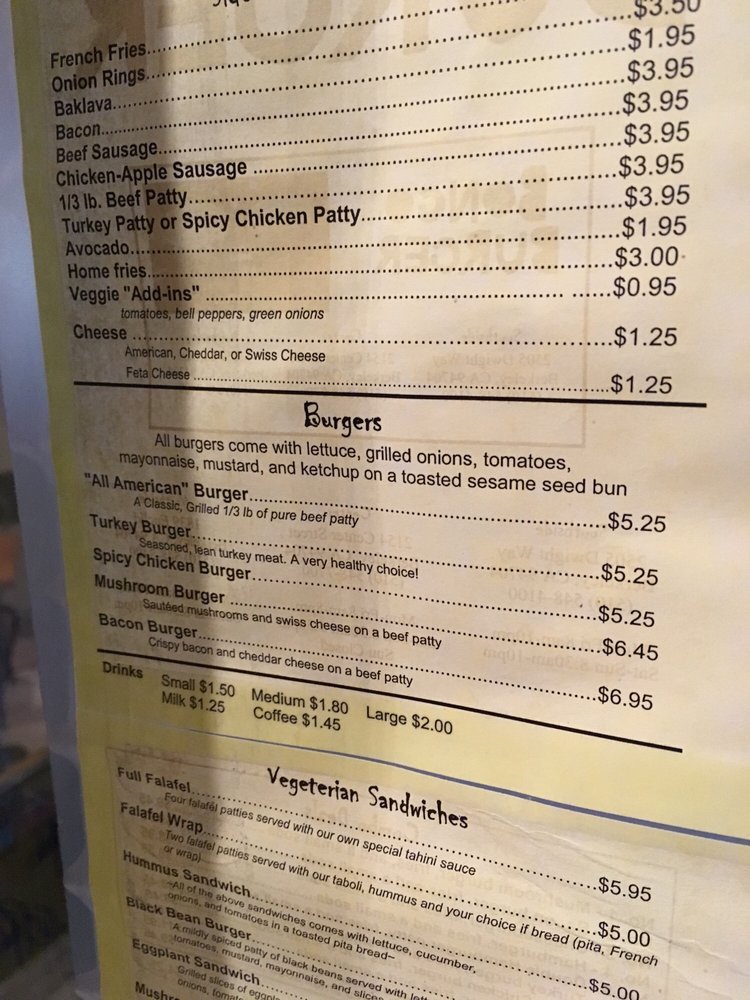 French Fries
Onion Rings..............$3.50
Baklava..............$1.95
Bacon..............$3.95
Beef Sausage..............$3.95
Chicken-Apple Sausage ..............$3.95
1/3 lb. Beef Patty..............$3.95
Turkey Patty or Spicy Chicken Patty..............$3.95
Avocado..............$1.95
Home fries..............$3.00
Veggie "Add-ins" ..............$0.95
tomatoes, bell peppers, green onions
Cheese ..............$1.25
American, Cheddar, or Swiss Cheese
Feta Cheese ..............$1.25
Burgers
All burgers come with lettuce, grilled onions, tomatoes,
mayonnaise, mustard, and ketchup on a toasted sesame seed bun
"All American" Burger..............$5.25
A Classic, Grilled 1/3 lb of pure beef patty
Turkey Burger..............$5.25
Seasoned, lean turkey meat. A very healthy choice!
Spicy Chicken Burger..............$5.25
Mushroom Burger ..............$6.45
Sautéed mushrooms and swiss cheese on a beef patty
Bacon Burger..............$6.95
Crispy bacon and cheddar cheese on a beef patty
Drinks Small $1.50 Medium $1.80 Large $2.00
Milk $1.25 Coffee $1.45
Vegeterian Sandwiches
Full Falafel..............$5.95
Four falafel patties served with our own special tahini sauce
Falafel Wrap..............$5.00
Two falafel patties served with our taboli, hummus and your choice if bread (pita, French
or wrap)
Hummus Sandwich..............$5.00
~All of the above sandwiches comes with lettuce, cucumber,
onions, and tomatoes in a toasted pita bread~
Black Bean Burger
A mildly spiced patty of black beans served with
tomatoes, mustard, mayonnaise, and slices
Eggplant Sandwich
Grilled slices of
onions,